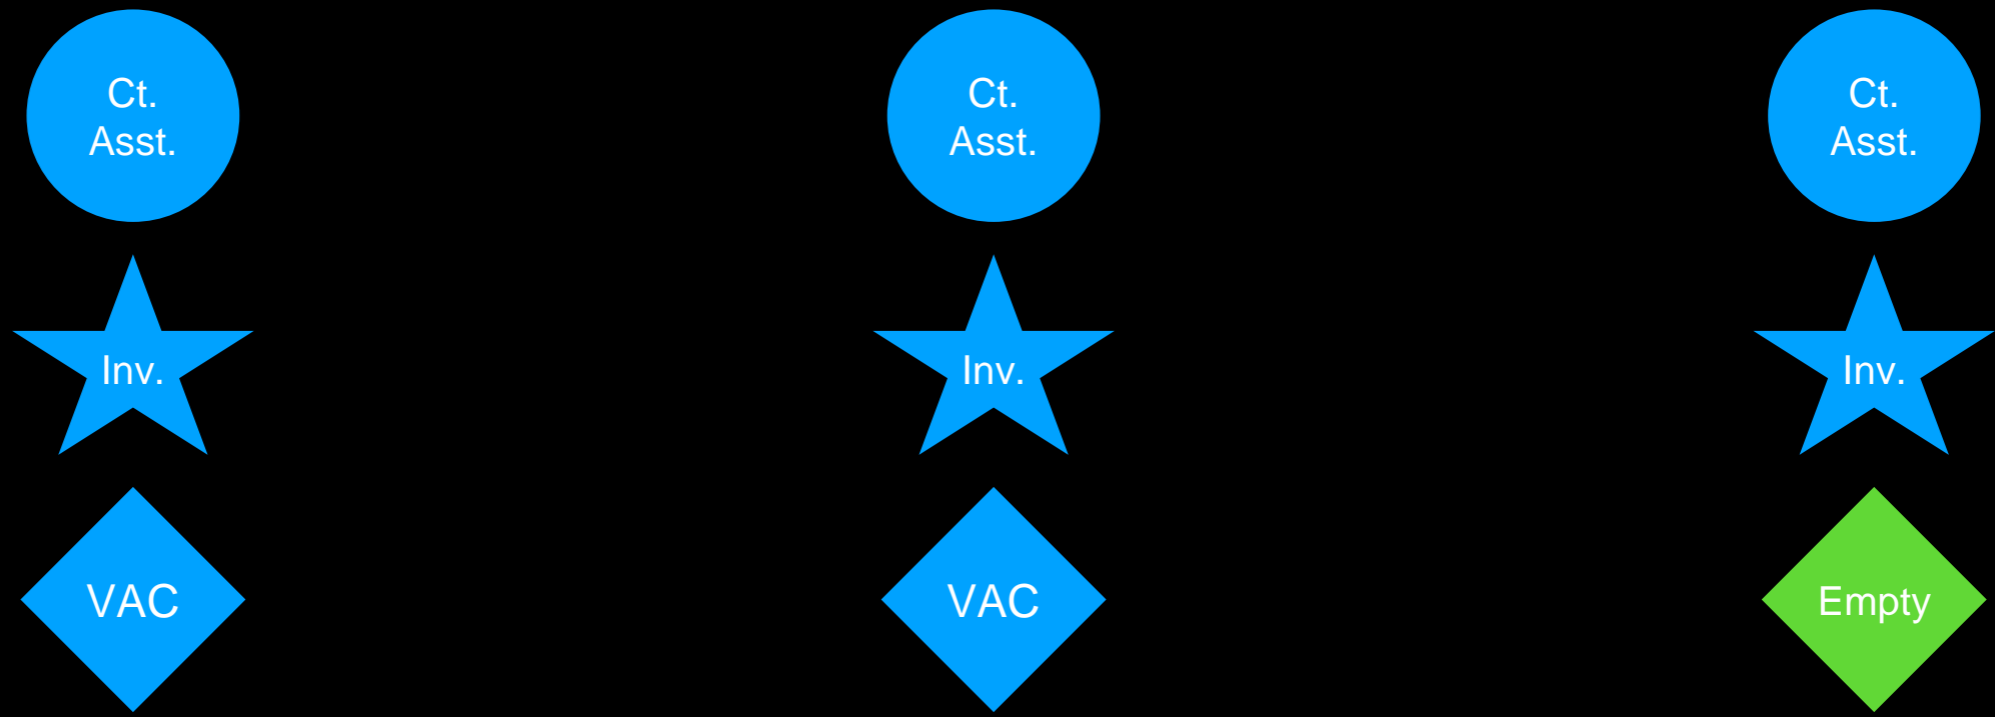 Ct.
Asst.
Ct.
Asst.
Ct.
Asst.
Inv.
Inv.
Inv.
VAC
VAC
Empty